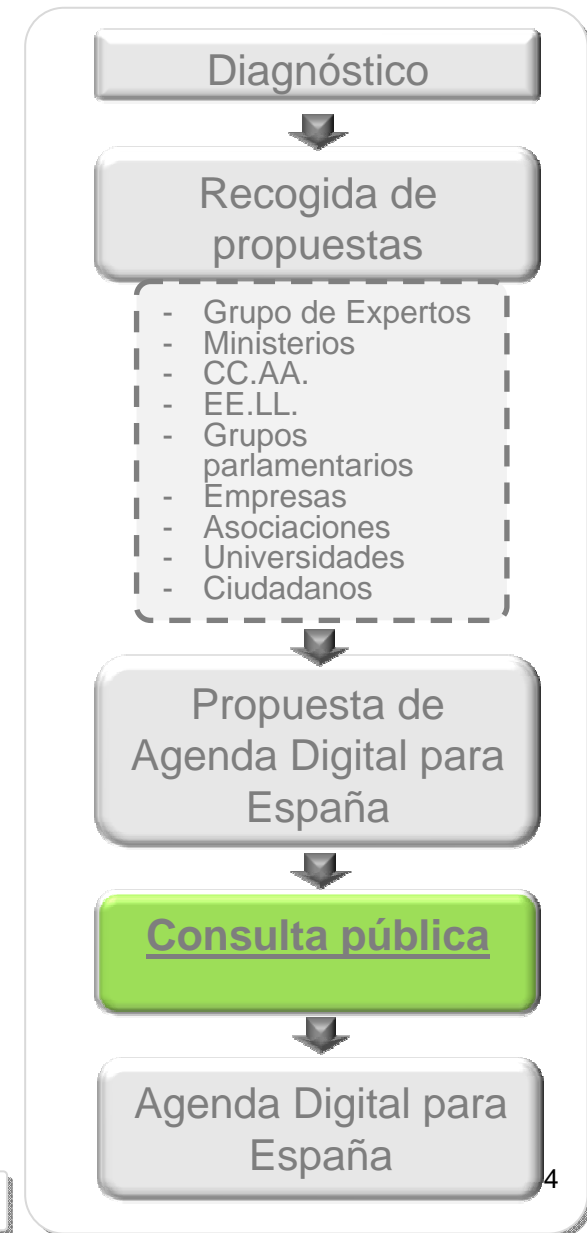 Diagnóstico
Recogida de
propuestas
- Grupo de Expertos
- Ministerios
- CC.AA.
- EE.LL.
- Grupos
parlamentarios
- Empresas
- Asociaciones
- Universidades
- Ciudadanos
Propuesta de
Agenda Digital para
España
Consulta pública
Agenda Digital para
España
4